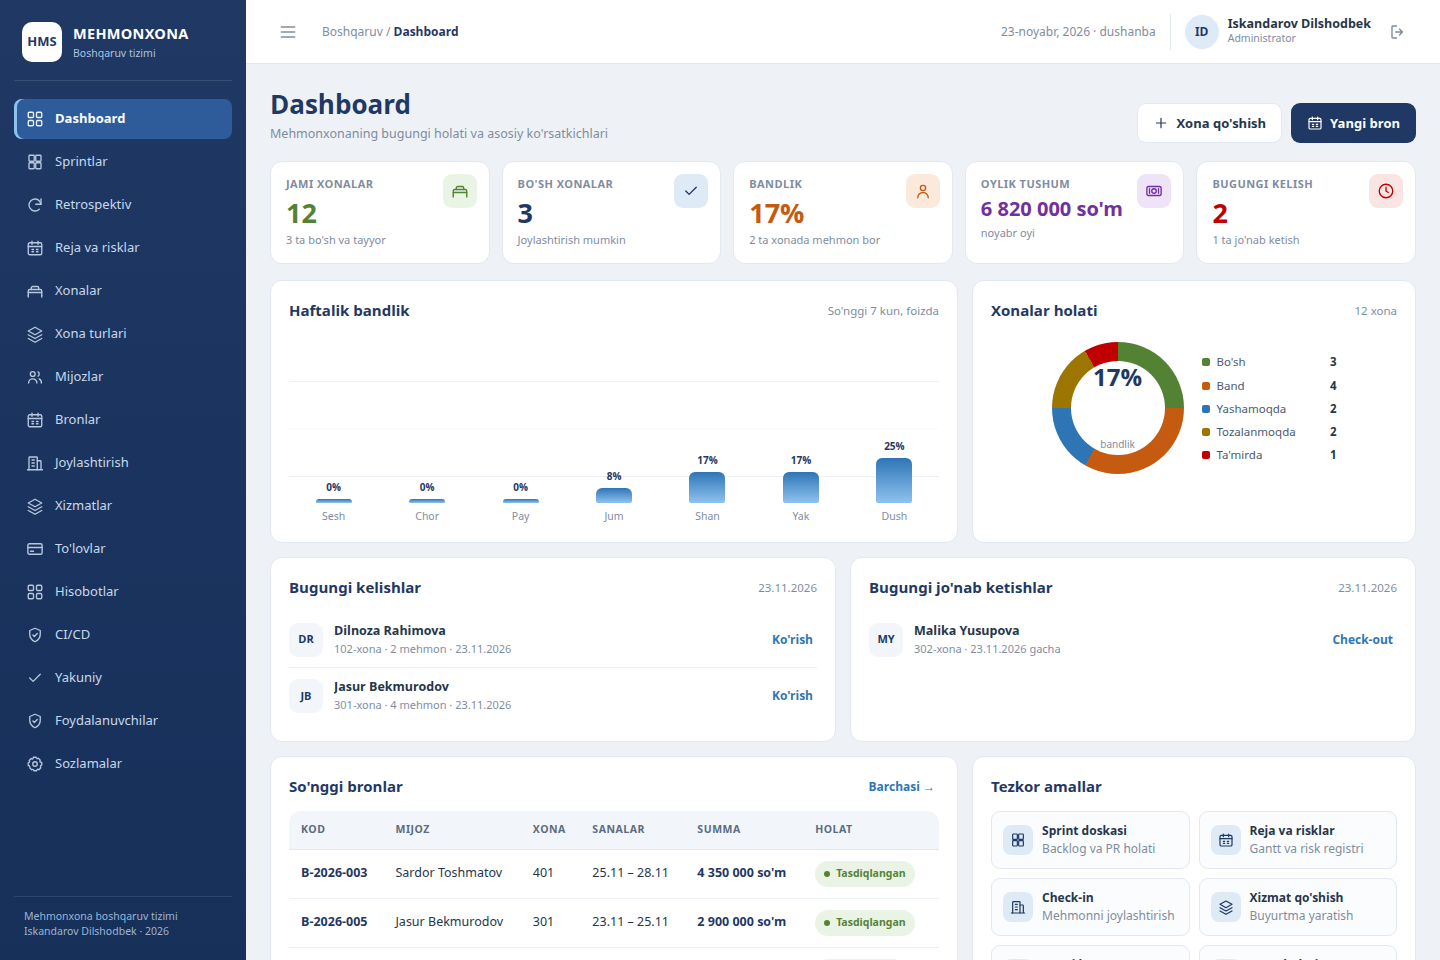 HMS
MEHMONXONA
Boshqaruv tizimi
Dashboard
Sprintlar
Retrospektiv
Reja va risklar
Xonalar
Xona turlari
Mijozlar
Bronlar
Joylashtirish
Xizmatlar
To'lovlar
Hisobotlar
CI/CD
Yakuniy
Foydalanuvchilar
Sozlamalar
Mehmonxona boshqaruv tizimi
Iskandarov Dilshodbek · 2026
Boshqaruv / Dashboard
23-noyabr, 2026 · dushanba
ID
Iskandarov Dilshodbek
Administrator
Dashboard
Mehmonxonaning bugungi holati va asosiy ko'rsatkichlari
Xona qo'shish
Yangi bron
JAMI XONALAR
12
3 ta bo'sh va tayyor
BO'SH XONALAR
3
Joylashtirish mumkin
BANDLIK
17%
2 ta xonada mehmon bor
OYLIK TUSHUM
6 820 000 so'm
noyabr oyi
BUGUNGI KELISH
2
1 ta jo'nab ketish
Haftalik bandlik
So'nggi 7 kun, foizda
0% 0% 0% 8% 17% 17% 25%
Sesh Chor Pay Jum Shan Yak Dush
Xonalar holati
12 xona
17%
bandlik
Bo'sh 3
Band 4
Yashamoqda 2
Tozalanmoqda 2
Ta'mirda 1
Bugungi kelishlar
23.11.2026
DR
Dilnoza Rahimova
102-xona · 2 mehmon · 23.11.2026
Ko'rish
JB
Jasur Bekmurodov
301-xona · 4 mehmon · 23.11.2026
Ko'rish
Bugungi jo'nab ketishlar
23.11.2026
MY
Malika Yusupova
302-xona · 23.11.2026 gacha
Check-out
So'nggi bronlar
Barchasi →
KOD MIJOZ XONA SANALAR SUMMA HOLAT
B-2026-003 Sardor Toshmatov 401 25.11 – 28.11 4 350 000 so'm Tasdiqlangan
B-2026-005 Jasur Bekmurodov 301 23.11 – 25.11 2 900 000 so'm Tasdiqlangan
Tezkor amallar
Sprint doskasi
Backlog va PR holati
Reja va risklar
Gantt va risk registri
Check-in
Mehmonni joylashtirish
Xizmat qo'shish
Buyurtma yaratish